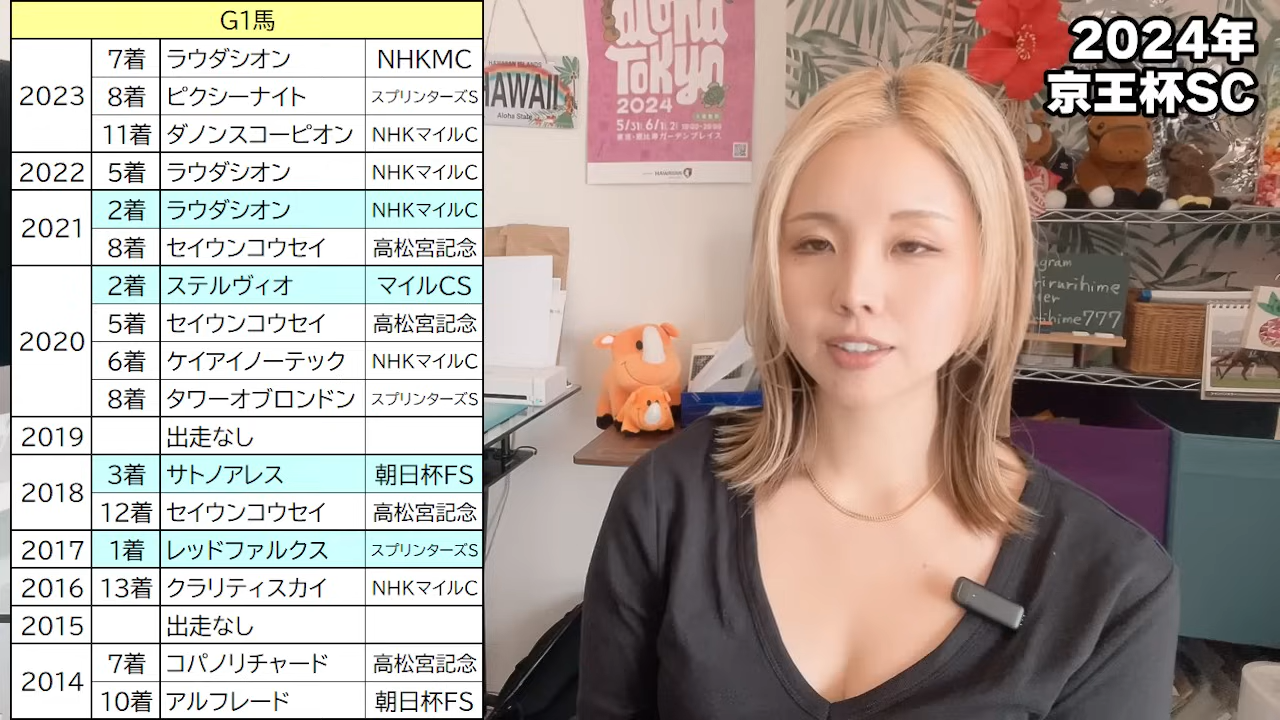 G1馬
2023 7着 ラウダシオン NHKMC
8着 ピクシーナイト スプリンターズS
11着 ダノンスコーピオン NHKマイルC
2022 5着 ラウダシオン NHKマイルC
2021 2着 ラウダシオン NHKマイルC
8着 セイウンコウセイ 高松宮記念
2020 2着 ステルヴィオ マイルCS
5着 セイウンコウセイ 高松宮記念
6着 ケイアイノーテック NHKマイルC
8着 タワーオブロンドン スプリンターズS
2019 出走なし
2018 3着 サトノアレス 朝日杯FS
12着 セイウンコウセイ 高松宮記念
2017 1着 レッドファルクス スプリンターズS
2016 13着 クラリティスカイ NHKマイルC
2015 出走なし
2014 7着 コパノリチャード 高松宮記念
10着 アルフレード 朝日杯FS
HAWAII
Aloha State
aloha
Tokyo
2024
5/31 6/1, 2
2024年
京王杯SC
gram
rirurihime
hime777